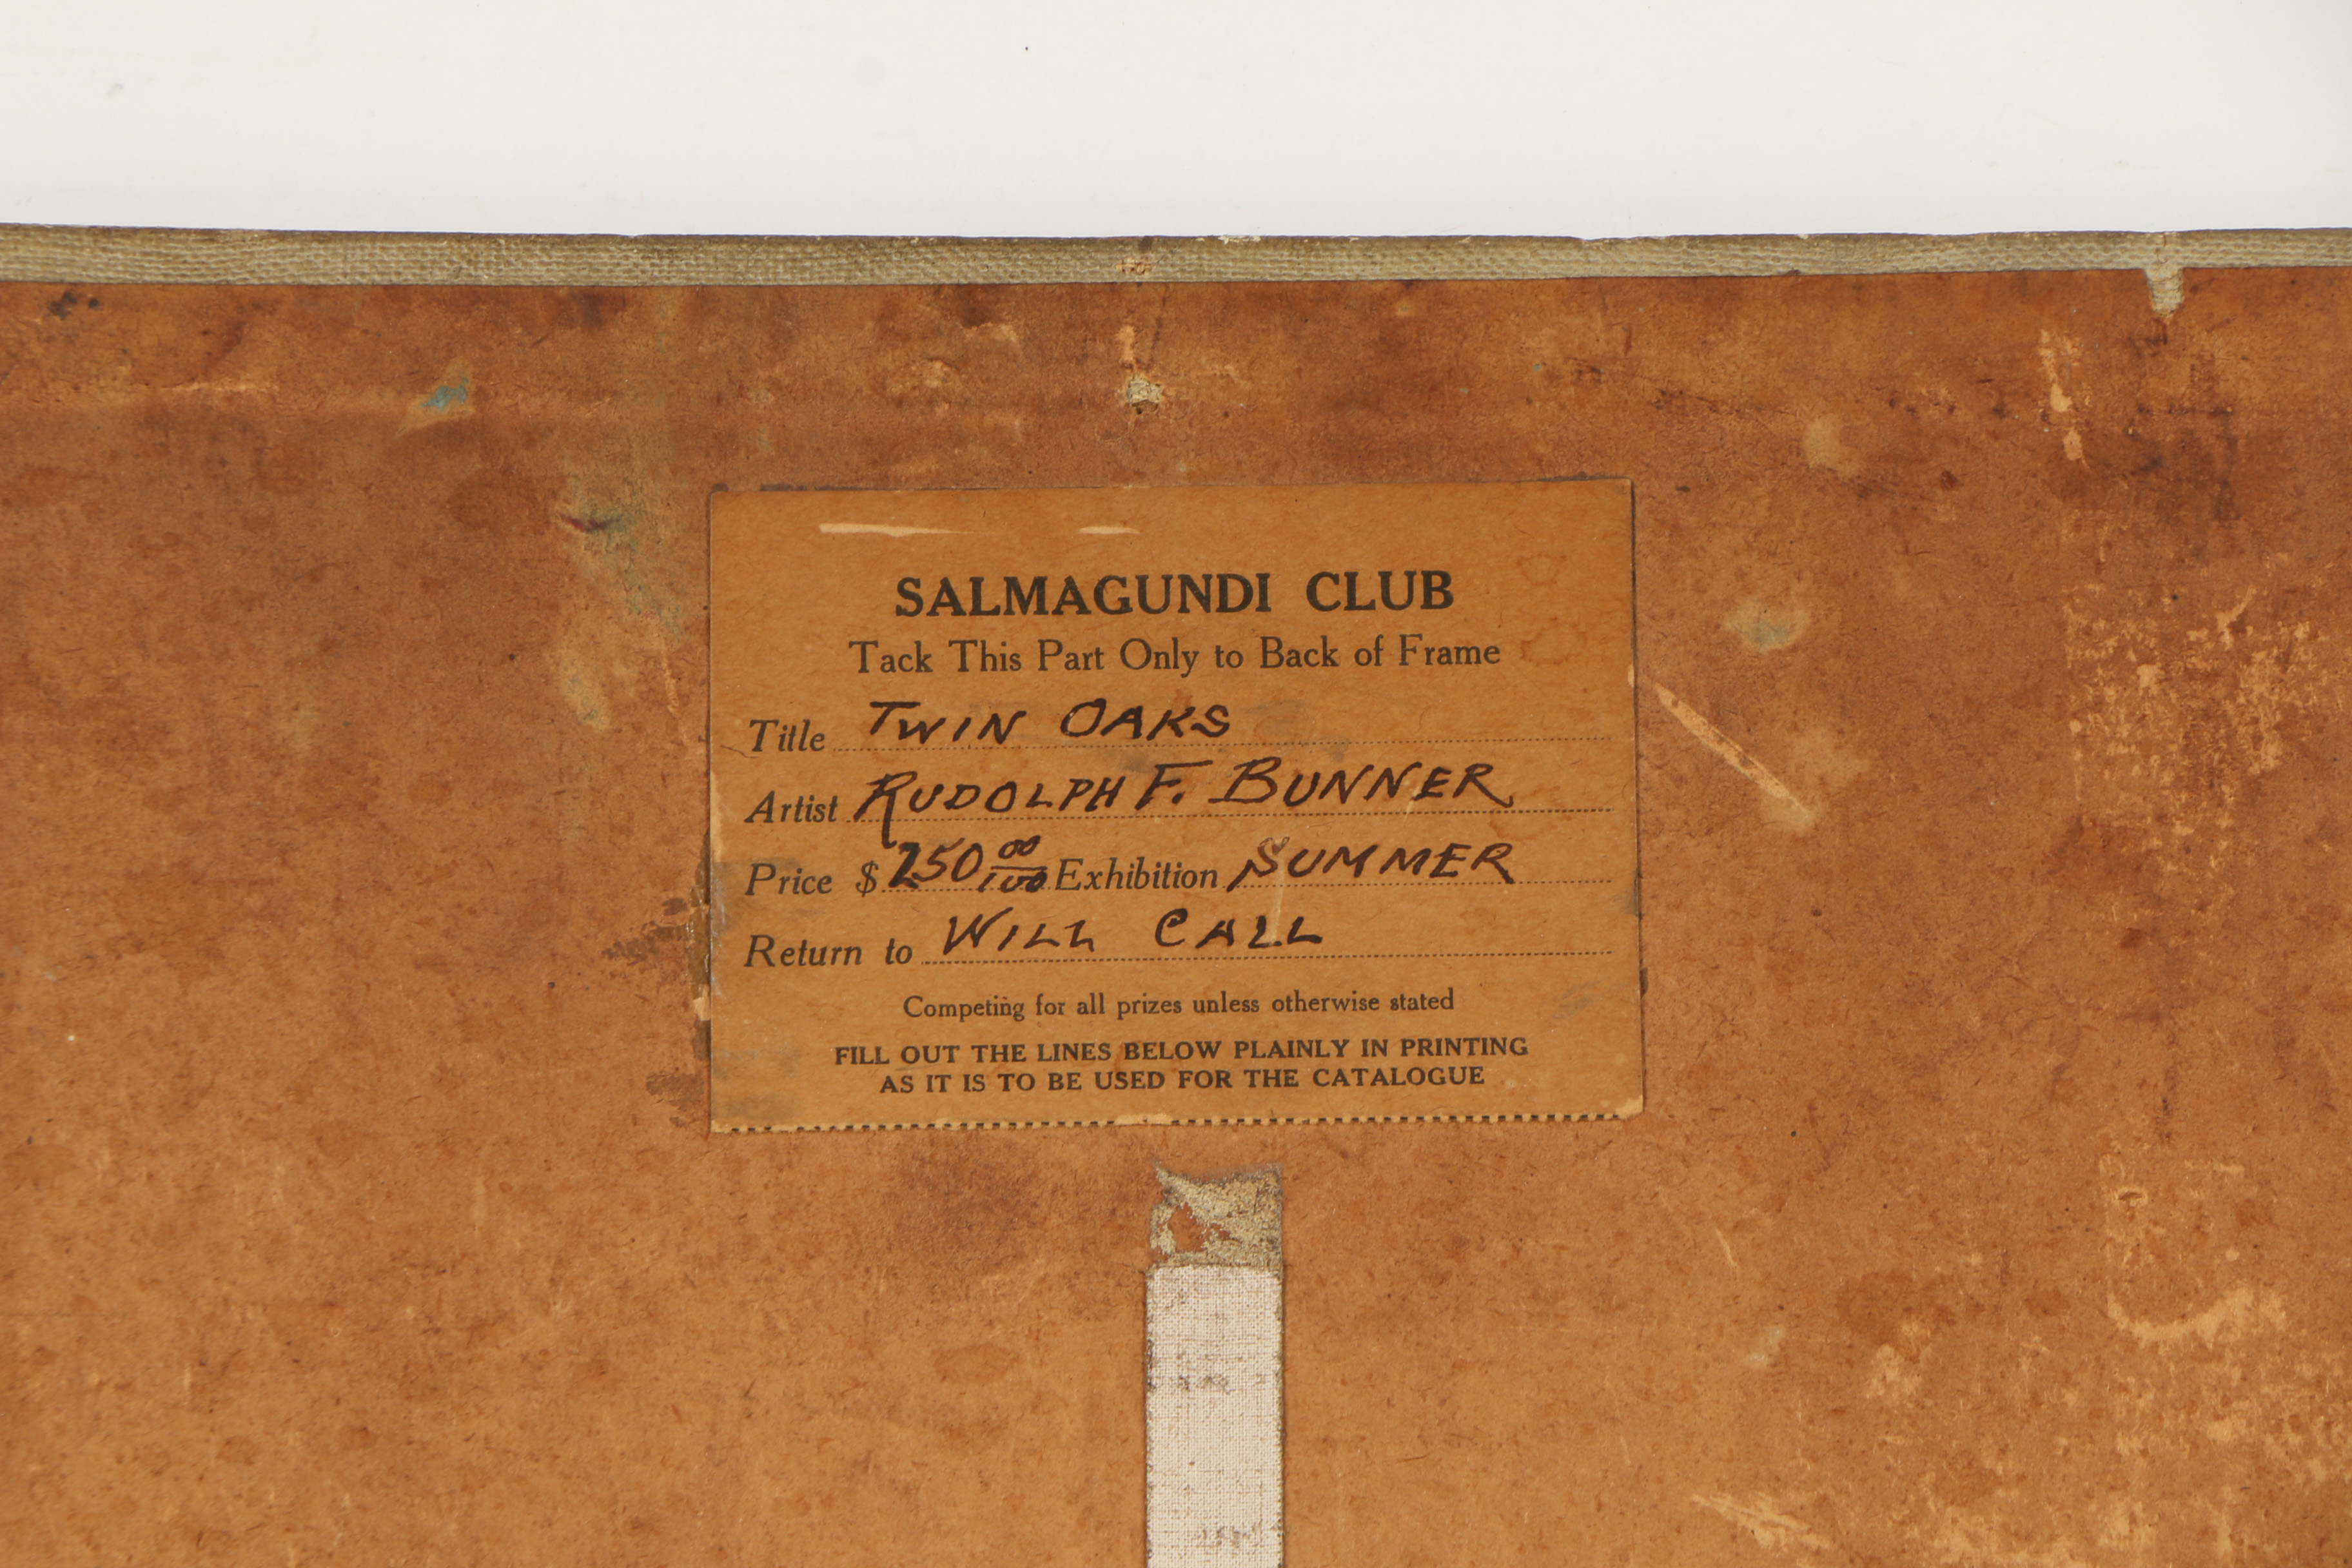 SALMAGUNDI CLUB
Tack This Part Only to Back of Frame
Title TWIN OAKS
Artist RUDOLPH F. BUNNER
Price $ 250 00/100 Exhibition SUMMER
Return to WILL CALL
Competing for all prizes unless otherwise stated
FILL OUT THE LINES BELOW PLAINLY IN PRINTING
AS IT IS TO BE USED FOR THE CATALOGUE